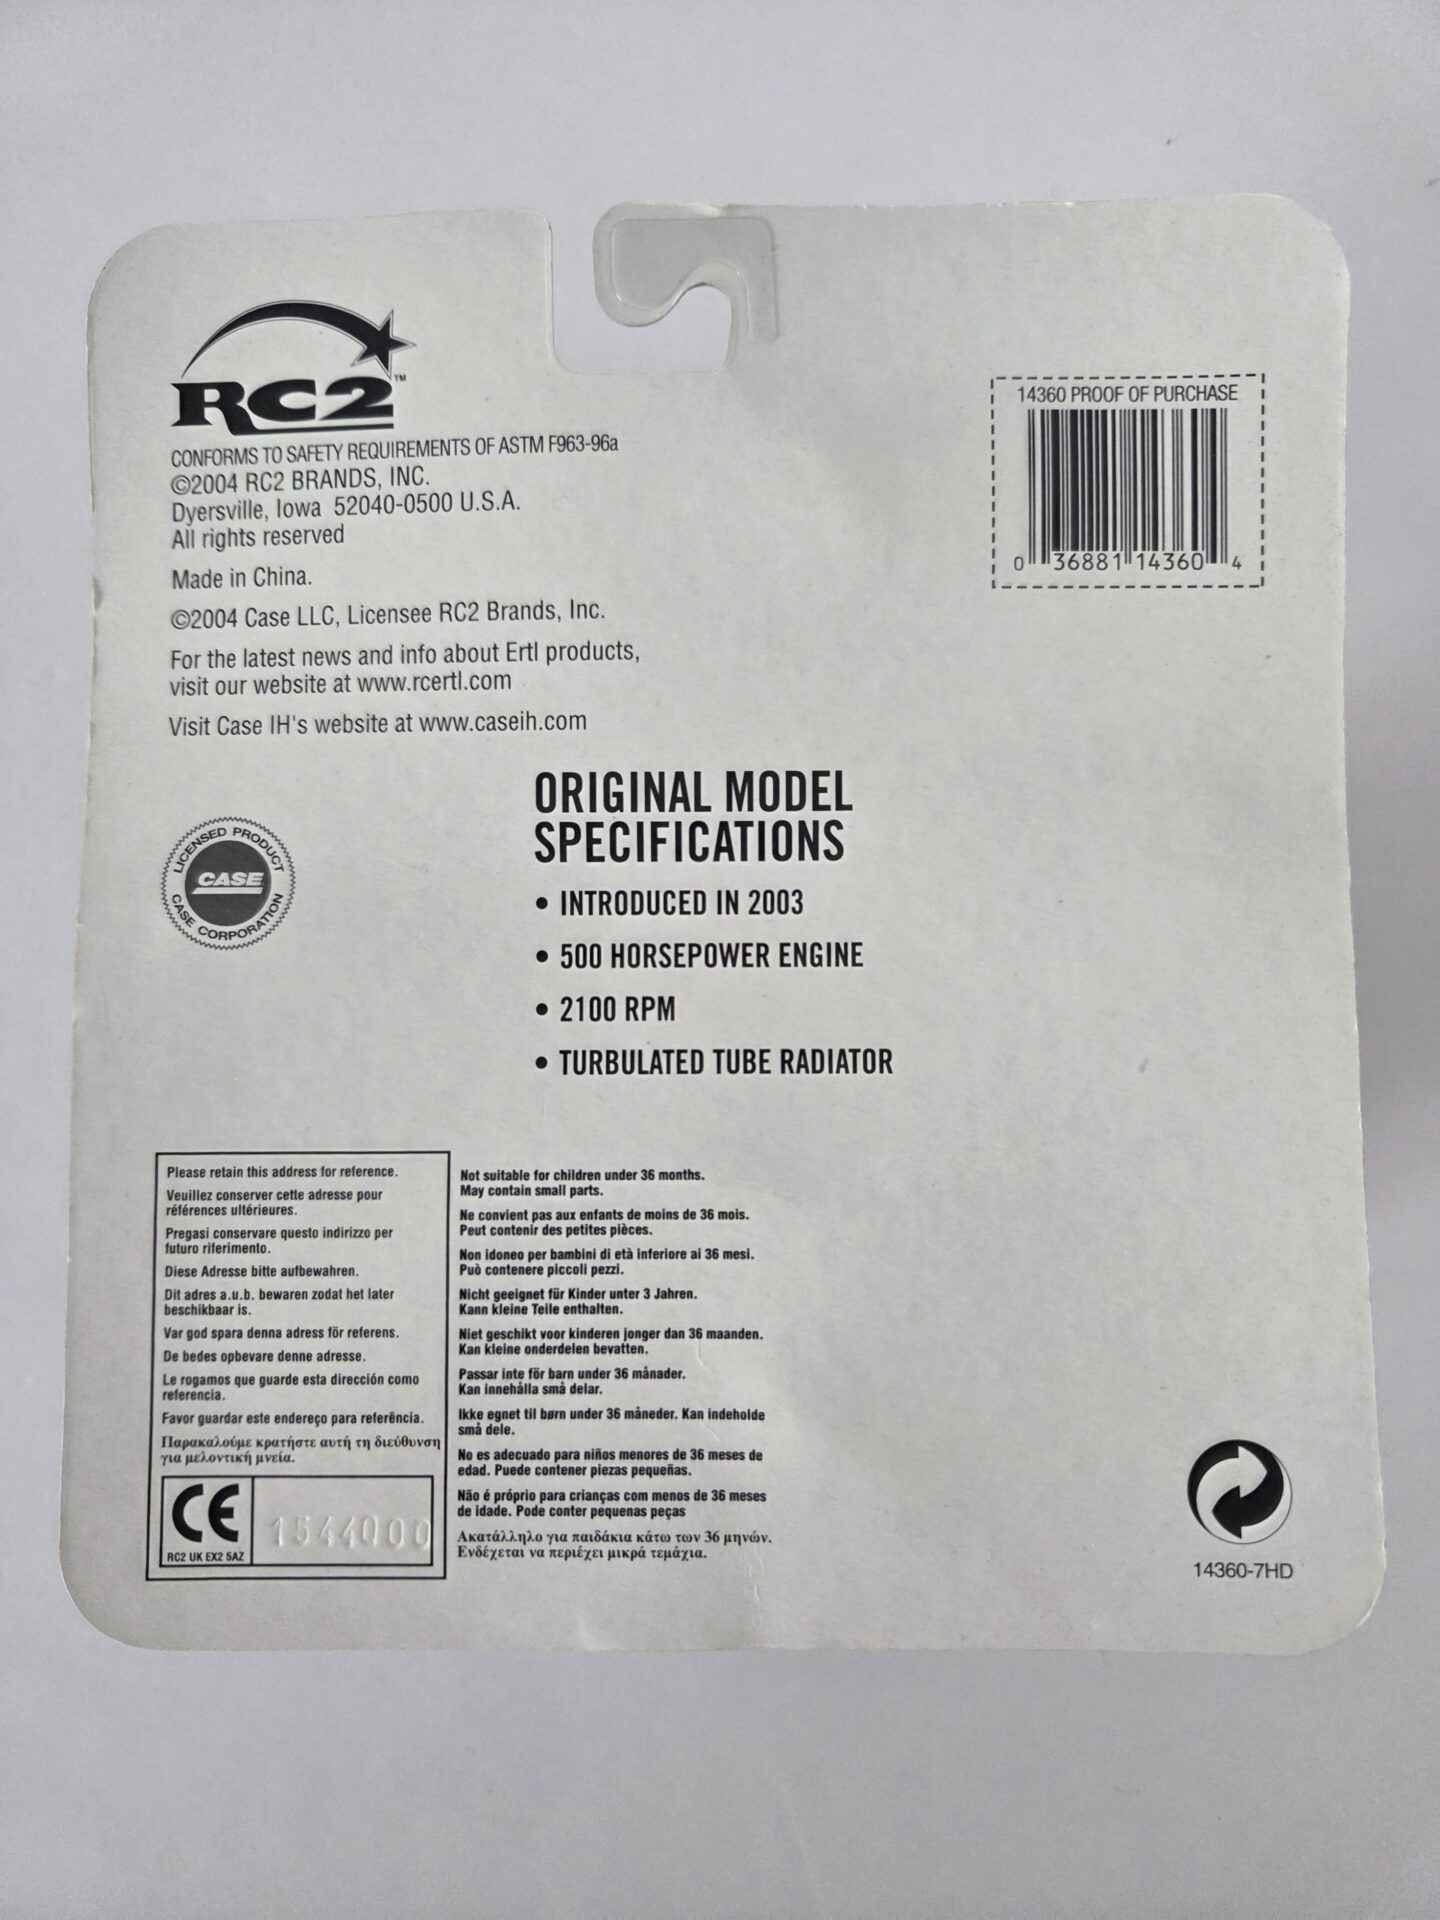 RC2™
CONFORMS TO SAFETY REQUIREMENTS OF ASTM F963-96a
©2004 RC2 BRANDS, INC.
Dyersville, Iowa 52040-0500 U.S.A.
All rights reserved
Made in China.
©2004 Case LLC, Licensee RC2 Brands, Inc.
For the latest news and info about Ertl products,
visit our website at www.rcertl.com
Visit Case IH's website at www.caseih.com
14360 PROOF OF PURCHASE
0 36881 14360 4
LICENSED PRODUCT
CASE
CASE CORPORATION
ORIGINAL MODEL
SPECIFICATIONS
• INTRODUCED IN 2003
• 500 HORSEPOWER ENGINE
• 2100 RPM
• TURBULATED TUBE RADIATOR
Please retain this address for reference.
Veuillez conserver cette adresse pour
références ultérieures.
Pregasi conservare questo indirizzo per
futuro riferimento.
Diese Adresse bitte aufbewahren.
Dit adres a.u.b. bewaren zodat het later
beschikbaar is.
Var god spara denna adress för referens.
De bedes opbevare denne adresse.
Le rogamos que guarde esta dirección como
referencia.
Favor guardar este endereço para referência.
Παρακαλούμε κρατήστε αυτή τη διεύθυνση
για μελοντική μνεία.
CE
RC2 UK EX2 5AZ
1544000
Not suitable for children under 36 months.
May contain small parts.
Ne convient pas aux enfants de moins de 36 mois.
Peut contenir des petites pièces.
Non idoneo per bambini di età inferiore ai 36 mesi.
Può contenere piccoli pezzi.
Nicht geeignet für Kinder unter 3 Jahren.
Kann kleine Teile enthalten.
Niet geschikt voor kinderen jonger dan 36 maanden.
Kan kleine onderdelen bevatten.
Passar inte för barn under 36 månader.
Kan innehålla små delar.
Ikke egnet til børn under 36 måneder. Kan indeholde
små dele.
No es adecuado para niños menores de 36 meses de
edad. Puede contener piezas pequeñas.
Não é próprio para crianças com menos de 36 meses
de idade. Pode conter pequenas peças
Ακατάλληλο για παιδάκια κάτω των 36 μηνών.
Ενδέχεται να περιέχει μικρά τεμάχια.
14360-7HD